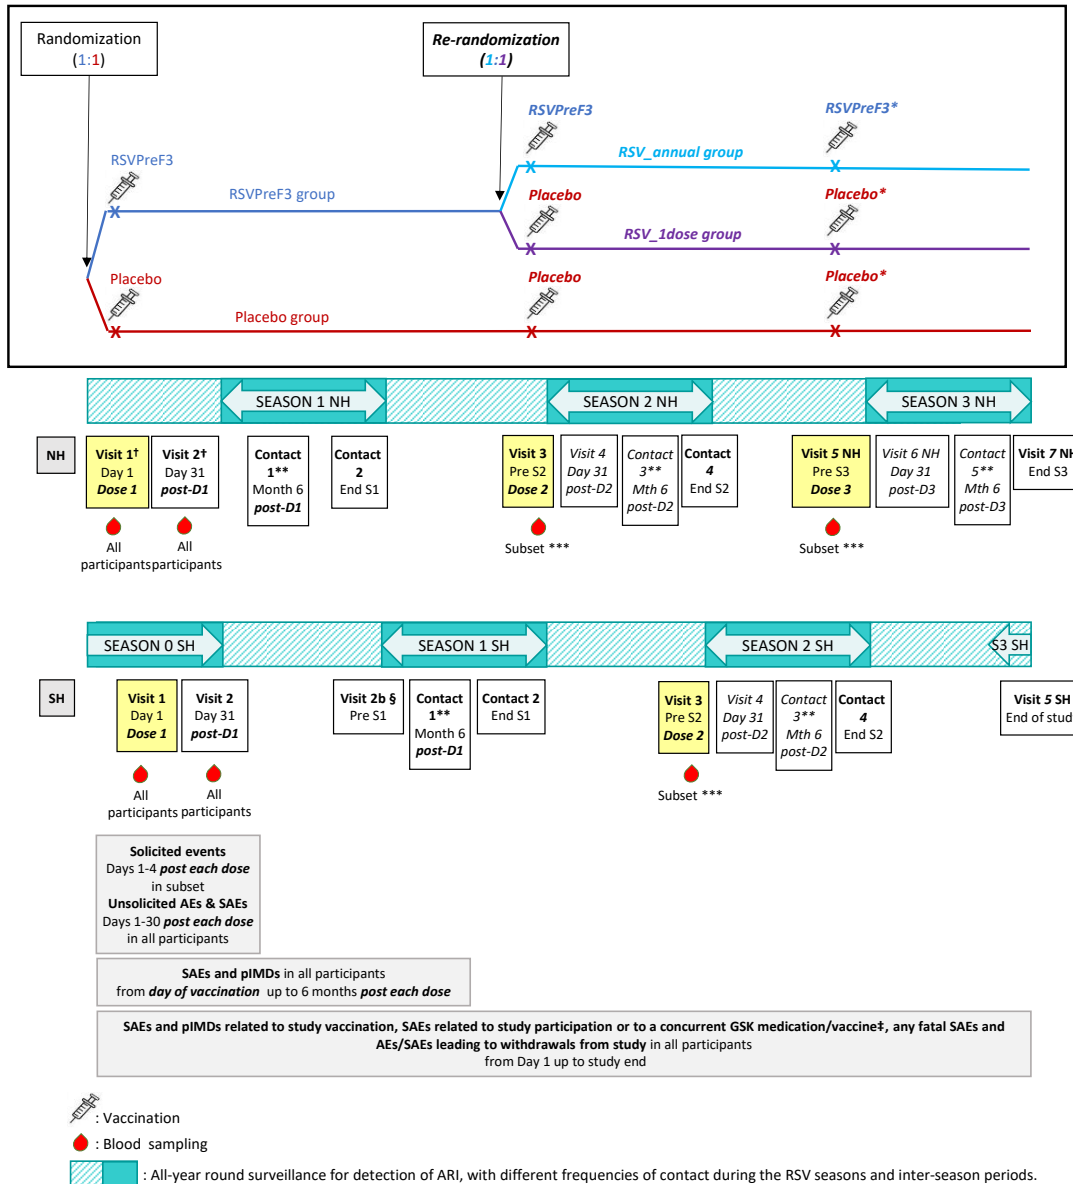 Randomization
(1:1)
Re-randomization
(1:1)
RSVPreF3
RSVPreF3*
RSV_annual group
RSVPreF3
RSVPreF3 group
Placebo
Placebo*
RSV_1dose group
Placebo
Placebo
Placebo*
Placebo group
X
X
X
X
X
X
X
X
SEASON 1 NH
SEASON 2 NH
SEASON 3 NH
NH
Visit 1†
Day 1
Dose 1
Visit 2†
Day 31
post-D1
Contact
1**
Month 6
post-D1
Contact
2
End S1
Visit 3
Pre S2
Dose 2
Visit 4
Day 31
post-D2
Contact
3**
Mth 6
post-D2
Contact
4
End S2
Visit 5 NH
Pre S3
Dose 3
Visit 6 NH
Day 31
post-D3
Contact
5**
Mth 6
post-D3
Visit 7 NH
End S3
All
participants
All
participants
Subset ***
Subset ***
SEASON 0 SH
SEASON 1 SH
SEASON 2 SH
S3 SH
SH
Visit 1
Day 1
Dose 1
Visit 2
Day 31
post-D1
Visit 2b §
Pre S1
Contact
1**
Month 6
post-D1
Contact 2
End S1
Visit 3
Pre S2
Dose 2
Visit 4
Day 31
post-D2
Contact
3**
Mth 6
post-D2
Contact
4
End S2
Visit 5 SH
End of stud
All
participants
All
participants
Subset ***
Solicited events
Days 1-4 post each dose
in subset
Unsolicited AEs & SAEs
Days 1-30 post each dose
in all participants
SAEs and pIMDs in all participants
from day of vaccination up to 6 months post each dose
SAEs and pIMDs related to study vaccination, SAEs related to study participation or to a concurrent GSK medication/vaccine‡, any fatal SAEs and
AEs/SAEs leading to withdrawals from study in all participants
from Day 1 up to study end
: Vaccination
: Blood sampling
: All-year round surveillance for detection of ARI, with different frequencies of contact during the RSV seasons and inter-season periods.